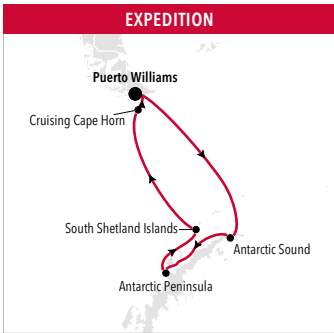 EXPEDITION
Puerto Williams
Cruising Cape Horn
South Shetland Islands
Antarctic Sound
Antarctic Peninsula